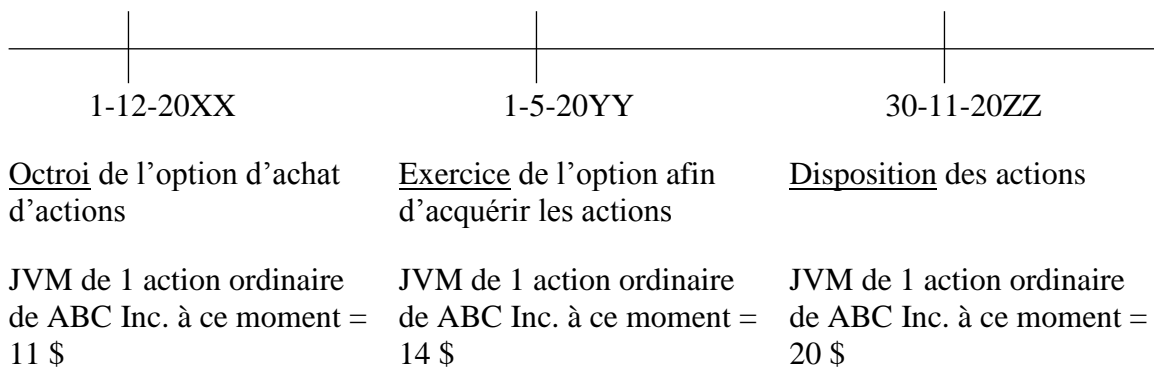 1-12-20XX 1-5-20YY 30-11-20ZZ
Octroi de l'option d'achat
d'actions
Exercice de l'option afin
d'acquérir les actions
Disposition des actions
JVM de 1 action ordinaire
de ABC Inc. à ce moment =
11 $
JVM de 1 action ordinaire
de ABC Inc. à ce moment =
14 $
JVM de 1 action ordinaire
de ABC Inc. à ce moment =
20 $